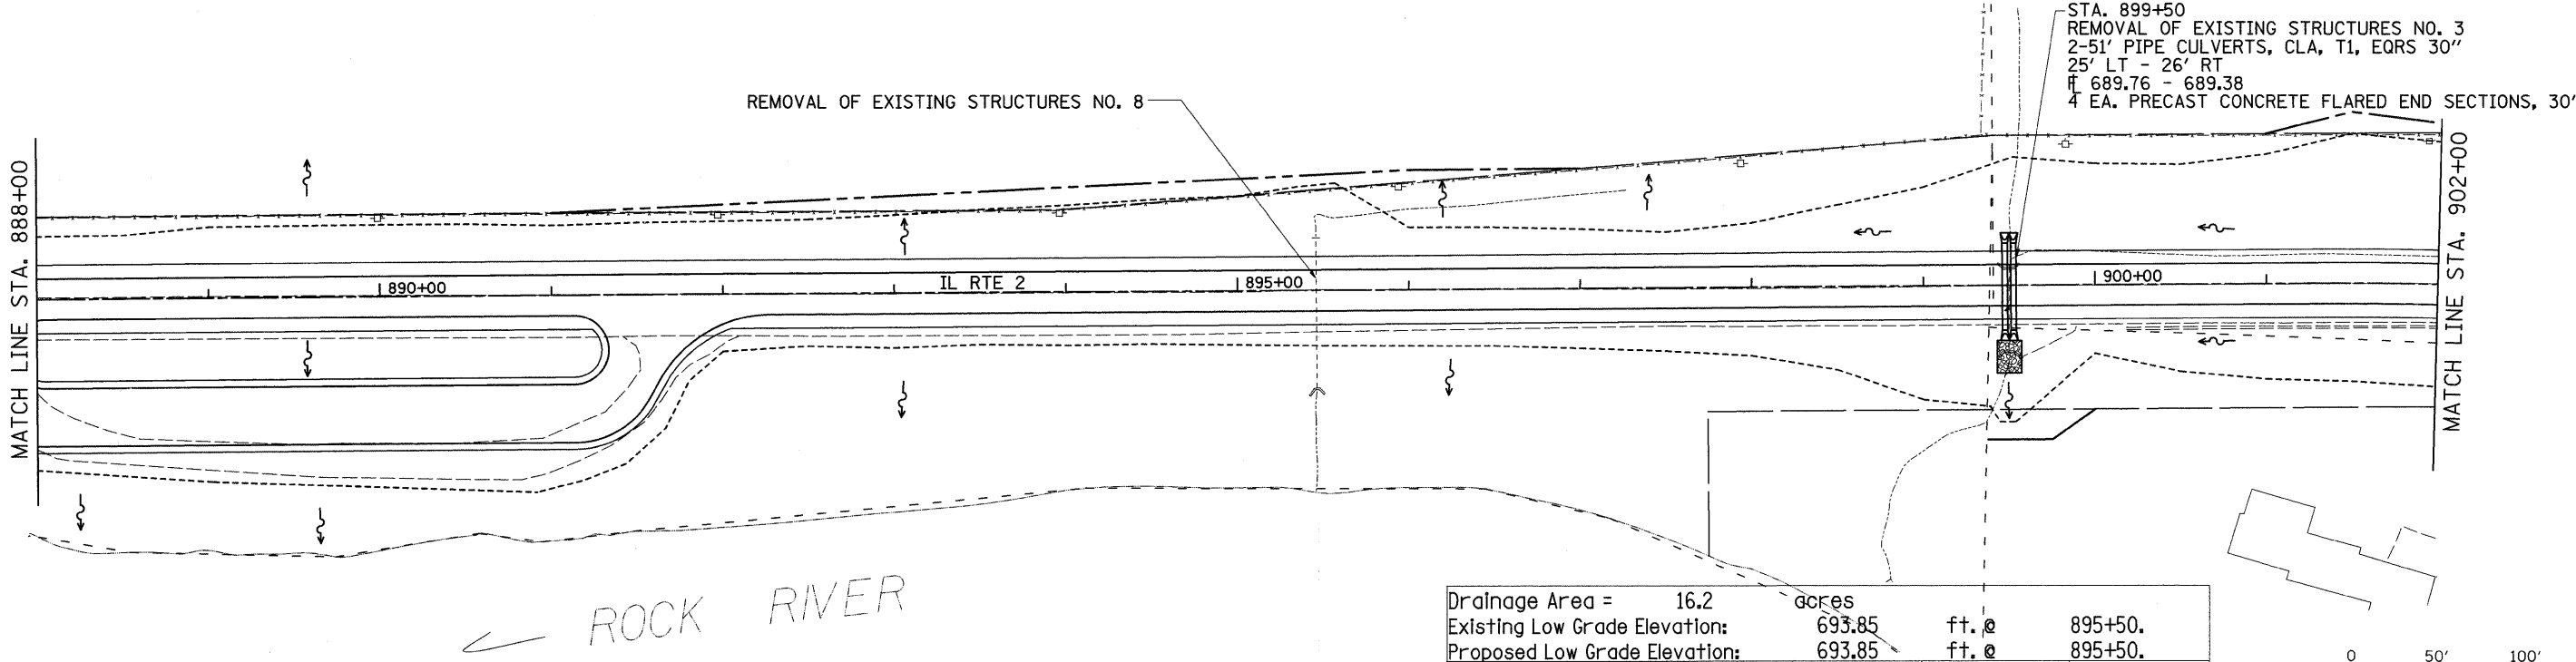 STA. 899+50
REMOVAL OF EXISTING STRUCTURES NO. 3
2-51' PIPE CULVERTS, CLA, T1, EQRS 30"
25' LT - 26' RT
FL 689.76 - 689.38
4 EA. PRECAST CONCRETE FLARED END SECTIONS, 30'
REMOVAL OF EXISTING STRUCTURES NO. 8
MATCH LINE STA. 888+00
MATCH LINE STA. 902+00
890+00
IL RTE 2
895+00
900+00
ROCK RIVER
Drainage Area = 16.2 acres
Existing Low Grade Elevation: 693.85 ft. @ 895+50.
Proposed Low Grade Elevation: 693.85 ft. @ 895+50.
0 50' 100'